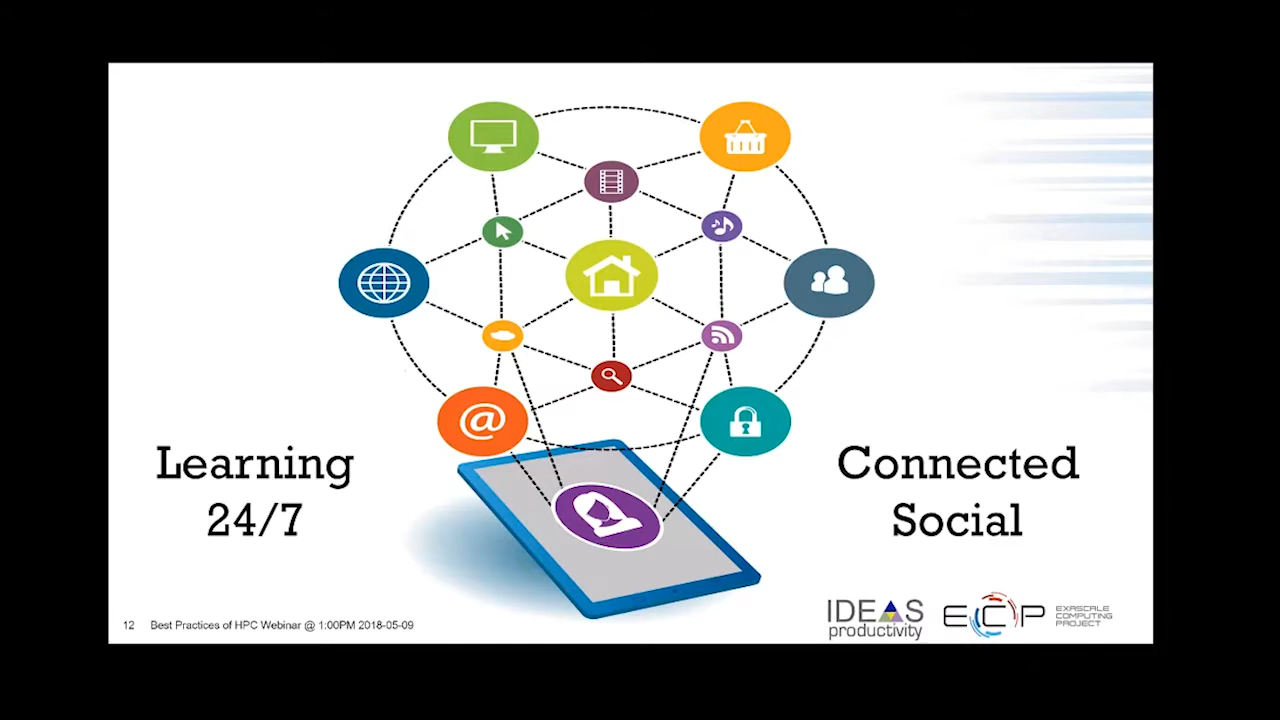 @
Learning
24/7
Connected
Social
12 Best Practices of HPC Webinar @ 1:00PM 2018-05-09
IDEAS
productivity
ECP
EXASCALE
COMPUTING
PROJECT